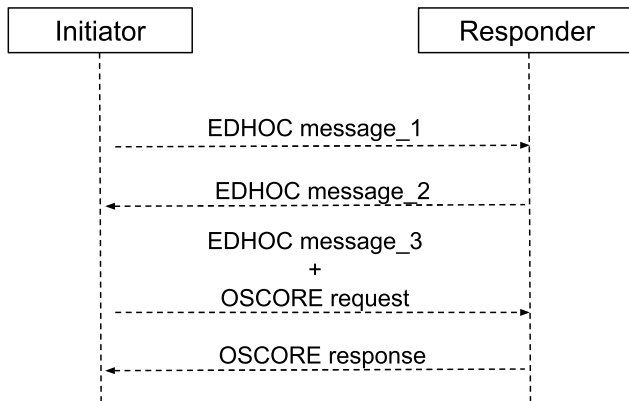 Initiator
Responder
EDHOC message_1
EDHOC message_2
EDHOC message_3
+
OSCORE request
OSCORE response